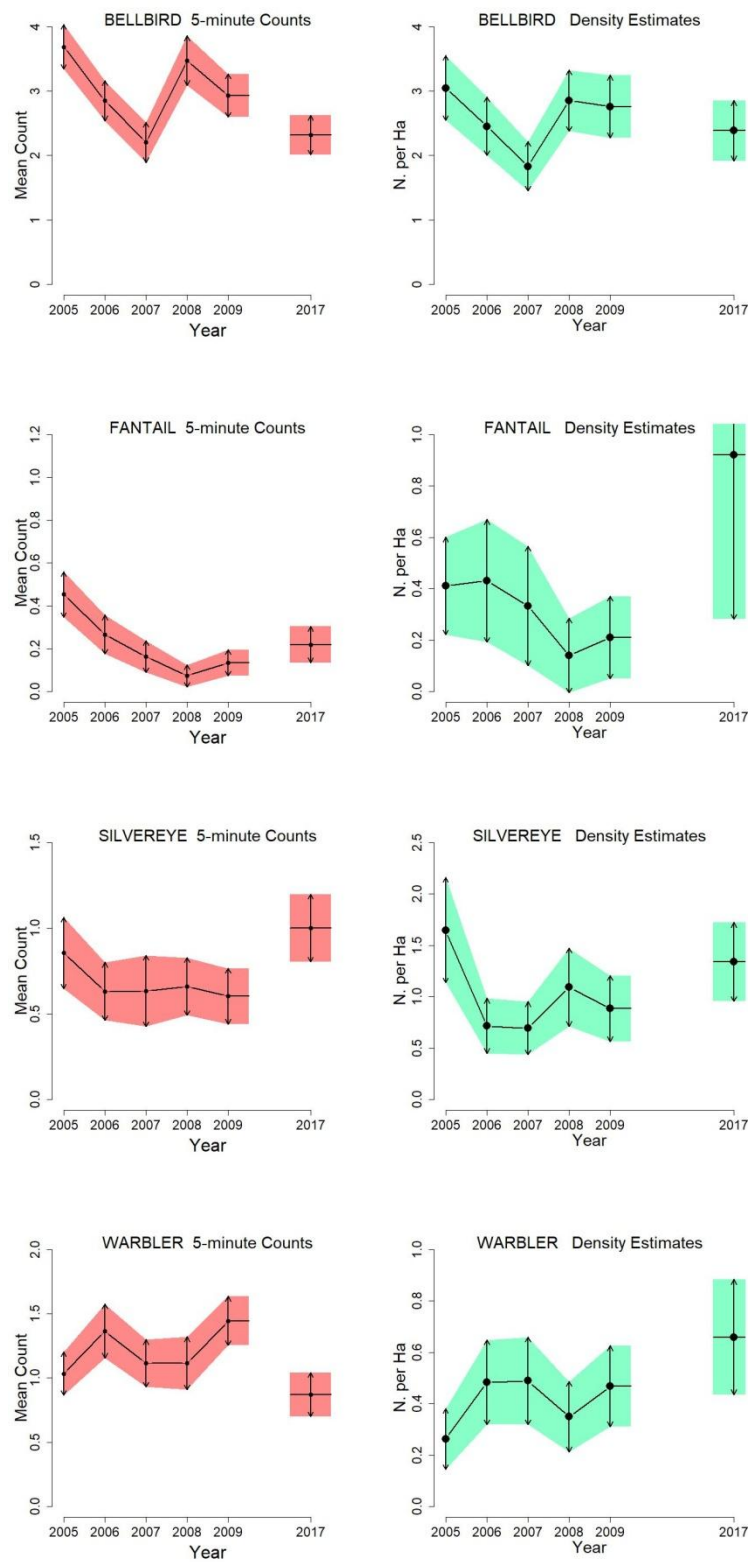 BELLBIRD 5-minute Counts
Mean Count
0 1 2 3 4
2005 2006 2007 2008 2009 2017
Year
BELLBIRD Density Estimates
N. per Ha
0 1 2 3 4
2005 2006 2007 2008 2009 2017
Year
FANTAIL 5-minute Counts
Mean Count
0.0 0.2 0.4 0.6 0.8 1.0 1.2
2005 2006 2007 2008 2009 2017
Year
FANTAIL Density Estimates
N. per Ha
0.0 0.2 0.4 0.6 0.8 1.0
2005 2006 2007 2008 2009 2017
Year
SILVEREYE 5-minute Counts
Mean Count
0.0 0.5 1.0 1.5
2005 2006 2007 2008 2009 2017
Year
SILVEREYE Density Estimates
N. per Ha
0.0 0.5 1.0 1.5 2.0 2.5
2005 2006 2007 2008 2009 2017
Year
WARBLER 5-minute Counts
Mean Count
0.0 0.5 1.0 1.5 2.0
2005 2006 2007 2008 2009 2017
Year
WARBLER Density Estimates
N. per Ha
0.0 0.2 0.4 0.6 0.8 1.0
2005 2006 2007 2008 2009 2017
Year